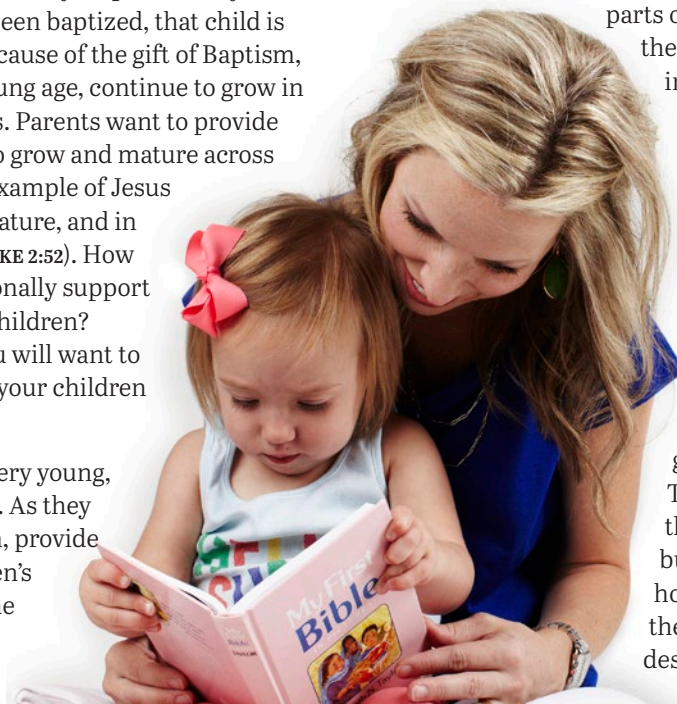 een baptized, that child is
cause of the gift of Baptism,
ung age, continue to grow in
s. Parents want to provide
o grow and mature across
xample of Jesus
ature, and in
KE 2:52). How
onally support
hildren?
u will want to
your children
ery young,
. As they
, provide
en's
e
parts o
the
in
g
T
th
bu
ho
the
des
My First
Bible
Bible
TAYLOR